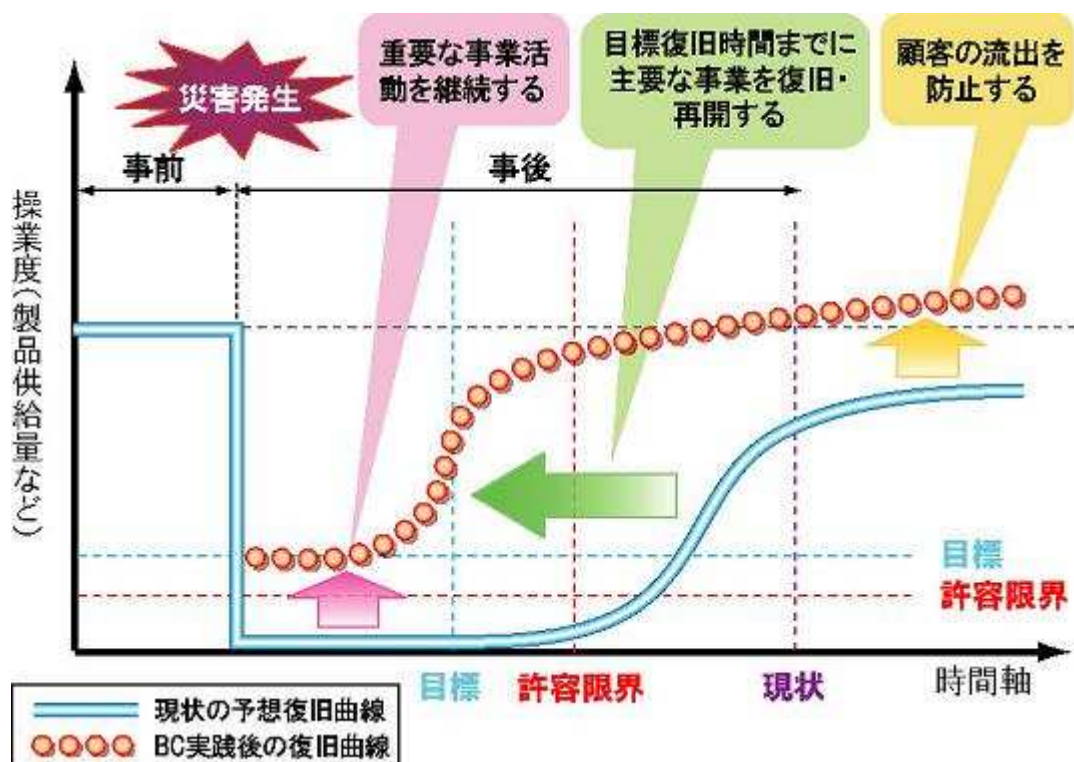 災害発生
重要な事業活
動を継続する
目標復旧時間までに
主要な事業を復旧・
再開する
顧客の流出を
防止する
事前
事後
操業度(製品供給量など)
目標
許容限界
目標
許容限界
現状
時間軸
現状の予想復旧曲線
BC実践後の復旧曲線